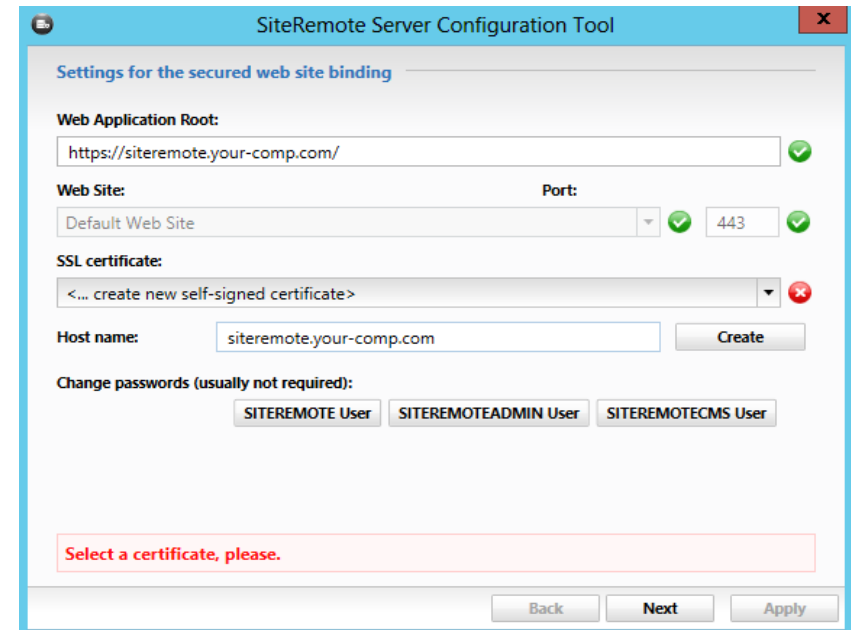 SiteRemote Server Configuration Tool
x
Settings for the secured web site binding
Web Application Root:
https://siteremote.your-comp.com/
Web Site: Port:
Default Web Site 443
SSL certificate:
<... create new self-signed certificate>
Host name: siteremote.your-comp.com Create
Change passwords (usually not required):
SITEREMOTE User SITEREMOTEADMIN User SITEREMOTECMS User
Select a certificate, please.
Back Next Apply